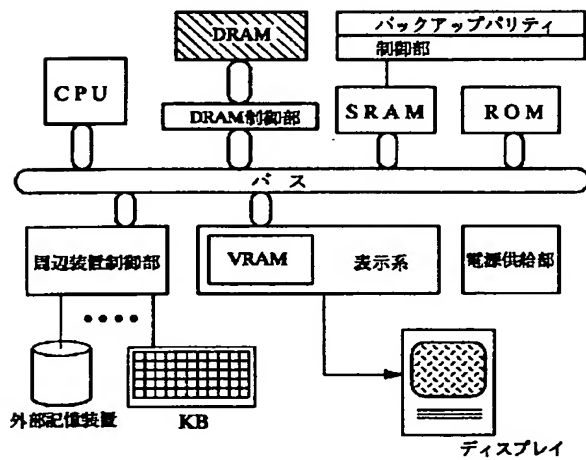 DRAM
バックアップパリティ
制御部
CPU
DRAM制御部
SRAM
ROM
バス
周辺装置制御部
VRAM
表示系
電源供給部
外部記憶装置
KB
ディスプレイ